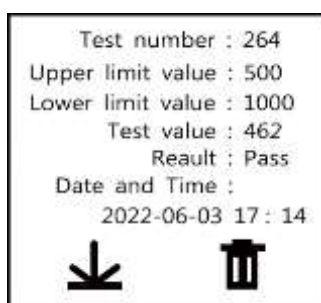 Test number : 264
Upper limit value : 500
Lower limit value : 1000
Test value : 462
Reault : Pass
Date and Time :
2022-06-03 17 : 14